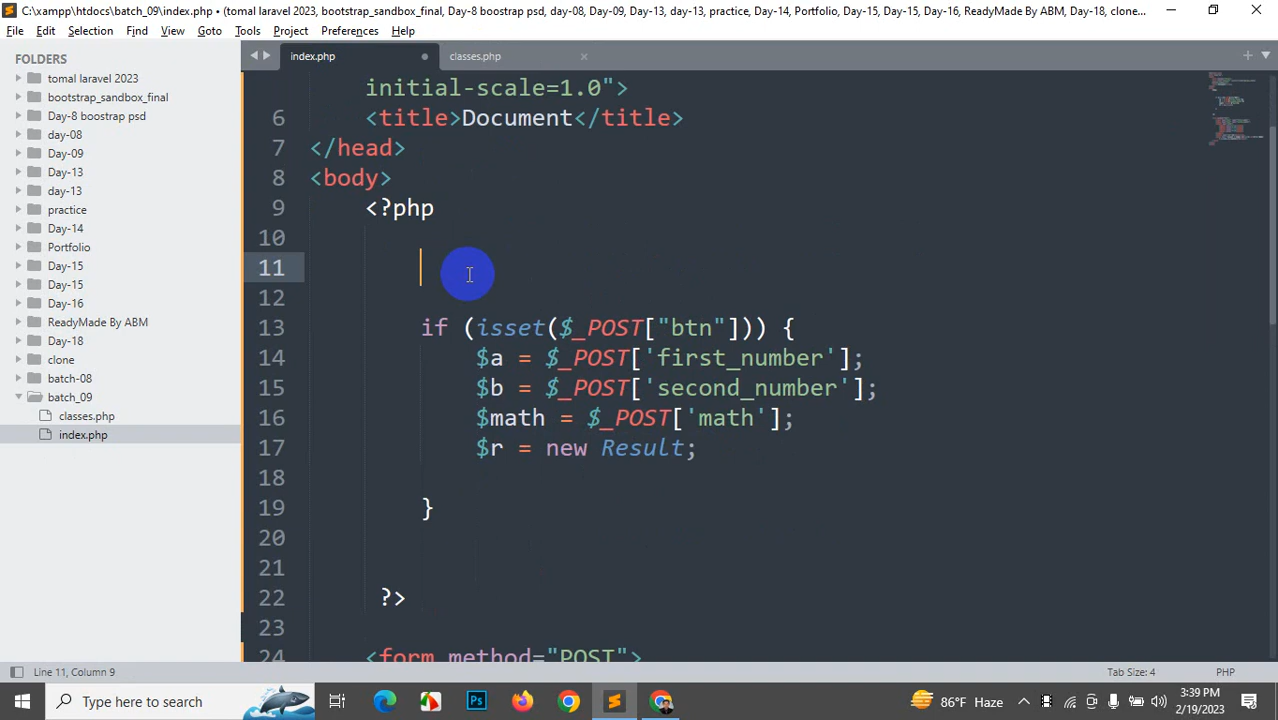 C:\xampp\htdocs\batch_09\index.php • (tomal laravel 2023, bootstrap_sandbox_final, Day-8 boostrap psd, day-08, Day-09, Day-13, day-13, practice, Day-14, Portfolio, Day-15, Day-15, Day-16, ReadyMade By ABM, Day-18, clone...
File Edit Selection Find View Goto Tools Project Preferences Help
FOLDERS
tomal laravel 2023
bootstrap_sandbox_final
Day-8 boostrap psd
day-08
Day-09
Day-13
day-13
practice
Day-14
Portfolio
Day-15
Day-15
Day-16
ReadyMade By ABM
Day-18
clone
batch-08
batch_09
classes.php
index.php
index.php classes.php
initial-scale=1.0">
6 <title>Document</title>
7 </head>
8 <body>
9 <?php
10
11
12
13 if (isset($_POST["btn"])) {
14 $a = $_POST['first_number'];
15 $b = $_POST['second_number'];
16 $math = $_POST['math'];
17 $r = new Result;
18
19 }
20
21
22 ?>
23
24 <form method="POST">
Line 11, Column 9 Tab Size: 4 PHP
Type here to search
86°F Haze
3:39 PM
2/19/2023